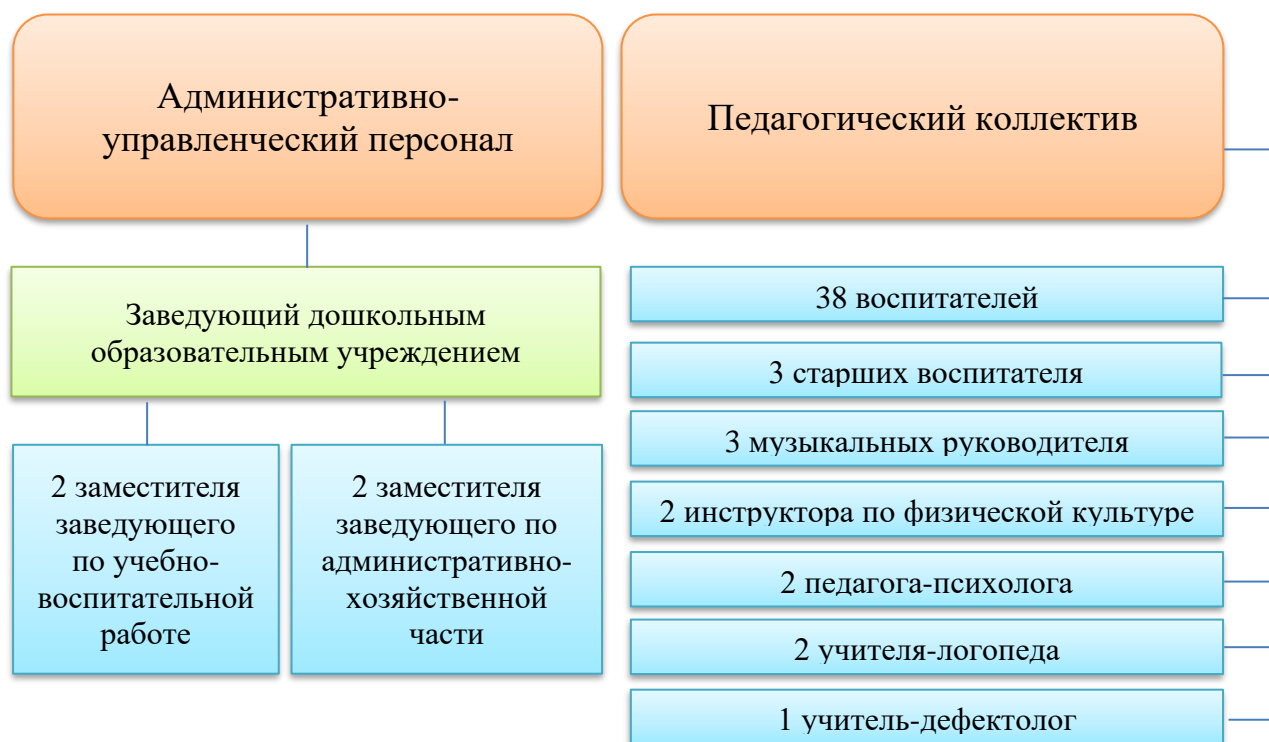 Административно-
управленческий персонал
Педагогический коллектив
Заведующий дошкольным
образовательным учреждением
2 заместителя
заведующего
по учебно-
воспитательной
работе
2 заместителя
заведующего по
административно-
хозяйственной
части
38 воспитателей
3 старших воспитателя
3 музыкальных руководителя
2 инструктора по физической культуре
2 педагога-психолога
2 учителя-логопеда
1 учитель-дефектолог